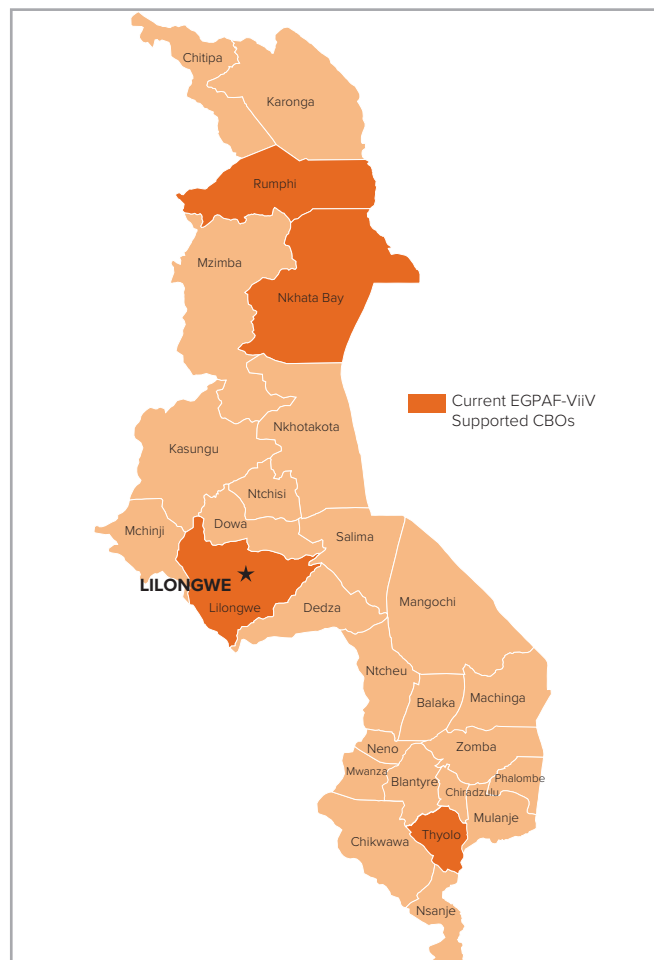 Chitipa
Karonga
Rumphi
Mzimba
Nkhata Bay
Current EGPAF-ViiV
Supported CBOs
Nkhotakota
Kasungu
Ntchisi
Dowa
Mchinji
Salima
LILONGWE
Lilongwe
Dedza
Mangochi
Ntcheu
Balaka
Machinga
Neno
Zomba
Mwanza
Blantyre
Phalombe
Chiradzulu
Mulanje
Thyolo
Chikwawa
Nsanje